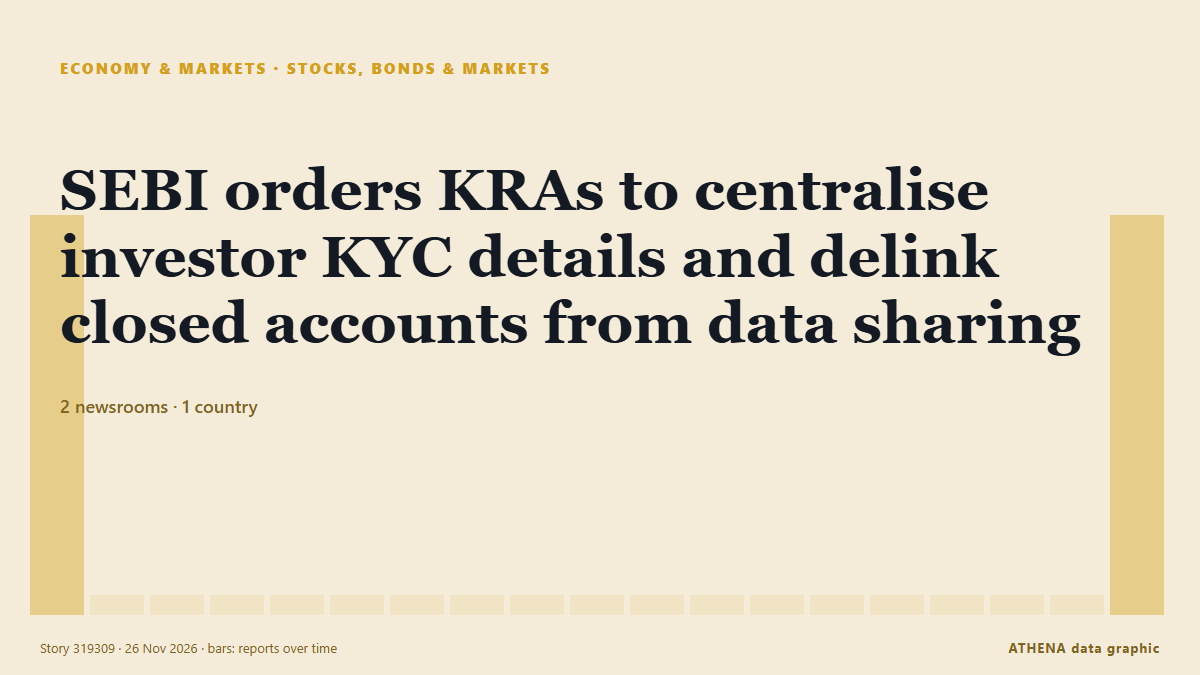 ECONOMY & MARKETS · STOCKS, BONDS & MARKETS
SEBI orders KRAs to centralise
investor KYC details and delink
closed accounts from data sharing
2 newsrooms · 1 country
Story 319309 · 26 Nov 2026 · bars: reports over time
ATHENA data graphic